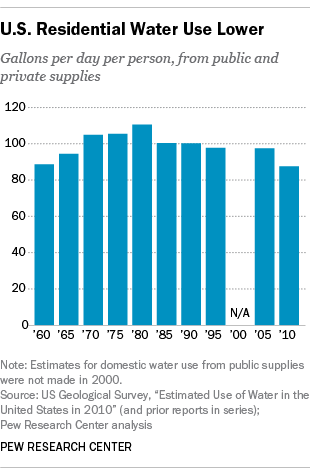 U.S. Residential Water Use Lower
Gallons per day per person, from public and
private supplies
120
100
80
60
40
20
0
N/A
'60 '65 '70 '75 '80 '85 '90 '95 '00 '05 '10
Note: Estimates for domestic water use from public supplies
were not made in 2000.
Source: US Geological Survey, “Estimated Use of Water in the
United States in 2010” (and prior reports in series);
Pew Research Center analysis
PEW RESEARCH CENTER